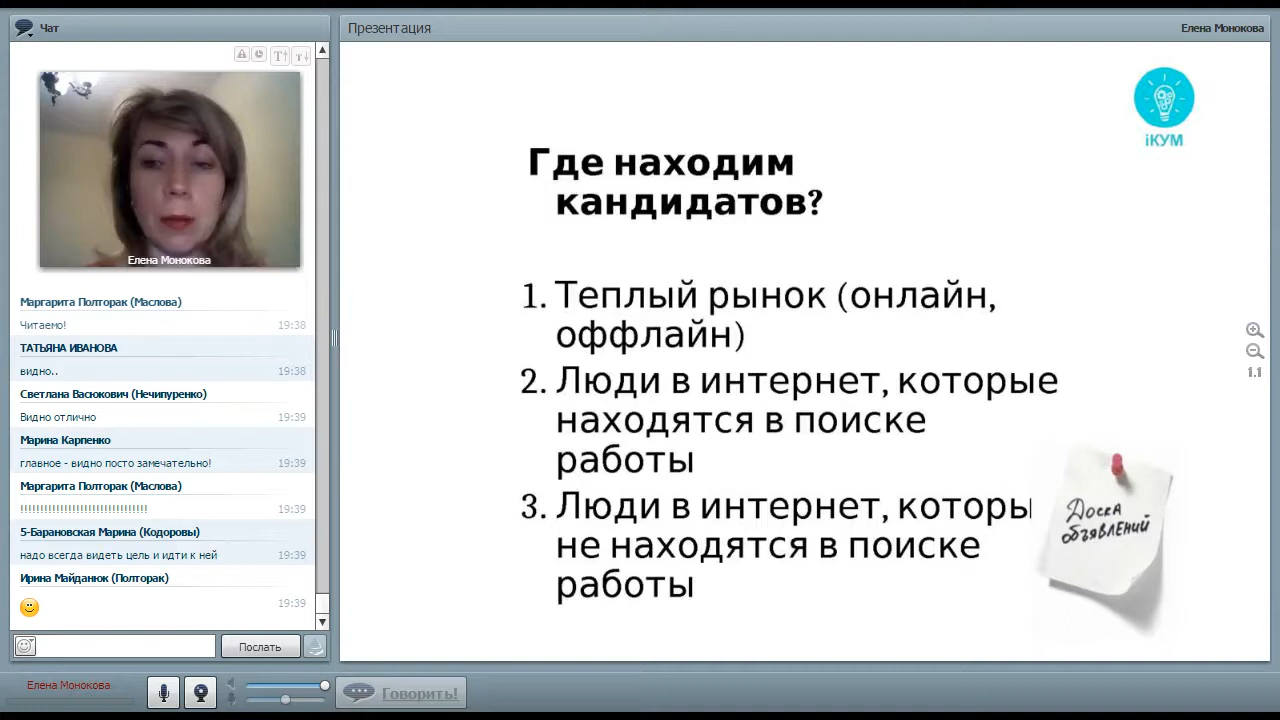 Чат
Елена Монокова
Маргарита Полторак (Маслова)
Читаемо!
19:38
ТАТЬЯНА ИВАНОВА
видно..
19:38
Светлана Васюкович (Нечипуренко)
Видно отлично
19:39
Марина Карпенко
главное - видно посто замечательно!
19:39
Маргарита Полторак (Маслова)
!!!!!!!!!!!!!!!!!!!!!!!!!!!!!!!!
19:39
5-Барановская Марина (Кодоровы)
надо всегда видеть цель и идти к ней
19:39
Ирина Майданюк (Полторак)
19:39
Послать
Елена Монокова
Говорить!
Презентация
Елена Монокова
iКУМ
Где находим
кандидатов?
1. Теплый рынок (онлайн,
оффлайн)
2. Люди в интернет, которые
находятся в поиске
работы
3. Люди в интернет, которы
не находятся в поиске
работы
Доска
объявлений
1.1